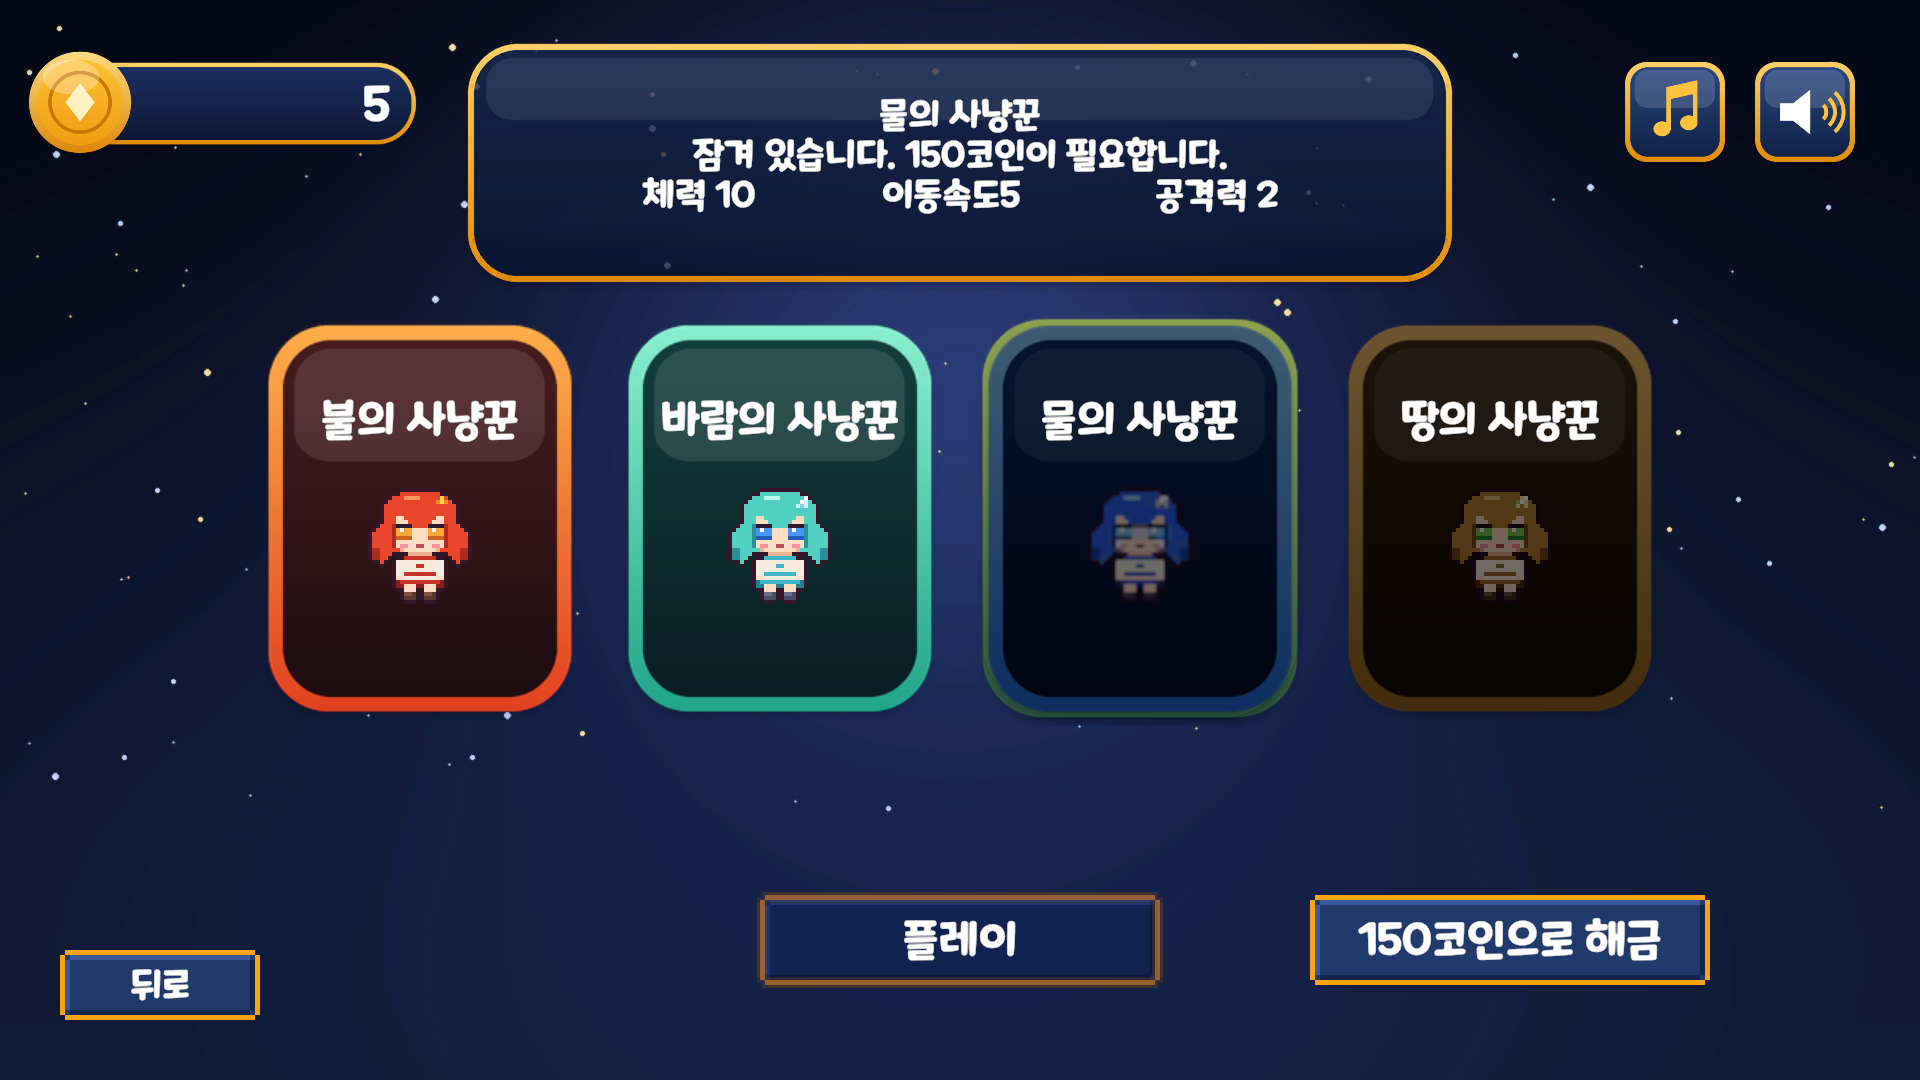 5
물의 사냥꾼
잠겨 있습니다. 150코인이 필요합니다.
체력 10 이동속도5 공격력 2
불의 사냥꾼
바람의 사냥꾼
물의 사냥꾼
땅의 사냥꾼
플레이
150코인으로 해금
뒤로